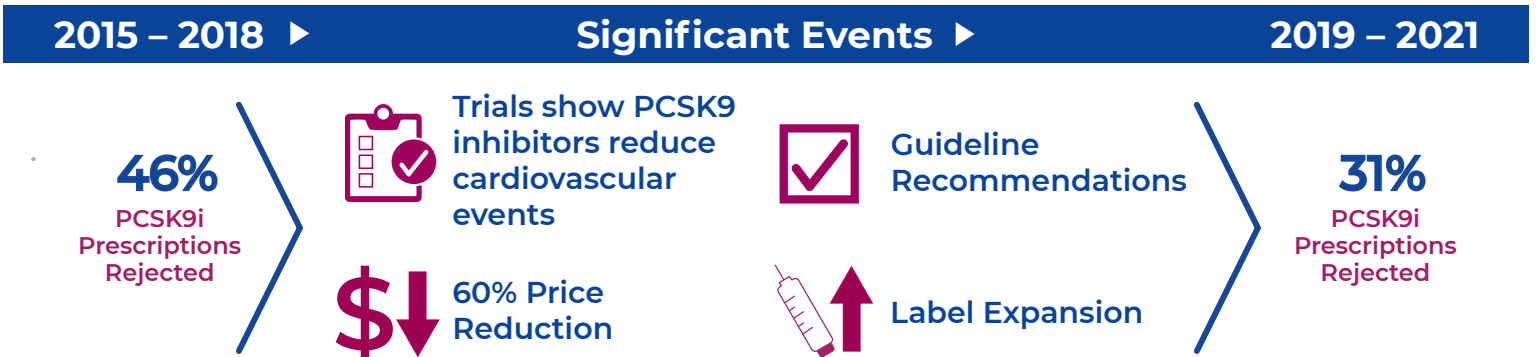 2015 – 2018
Significant Events
2019 – 2021
46%
PCSK9i
Prescriptions
Rejected
Trials show PCSK9
inhibitors reduce
cardiovascular
events
60% Price
Reduction
Guideline
Recommendations
Label Expansion
31%
PCSK9i
Prescriptions
Rejected